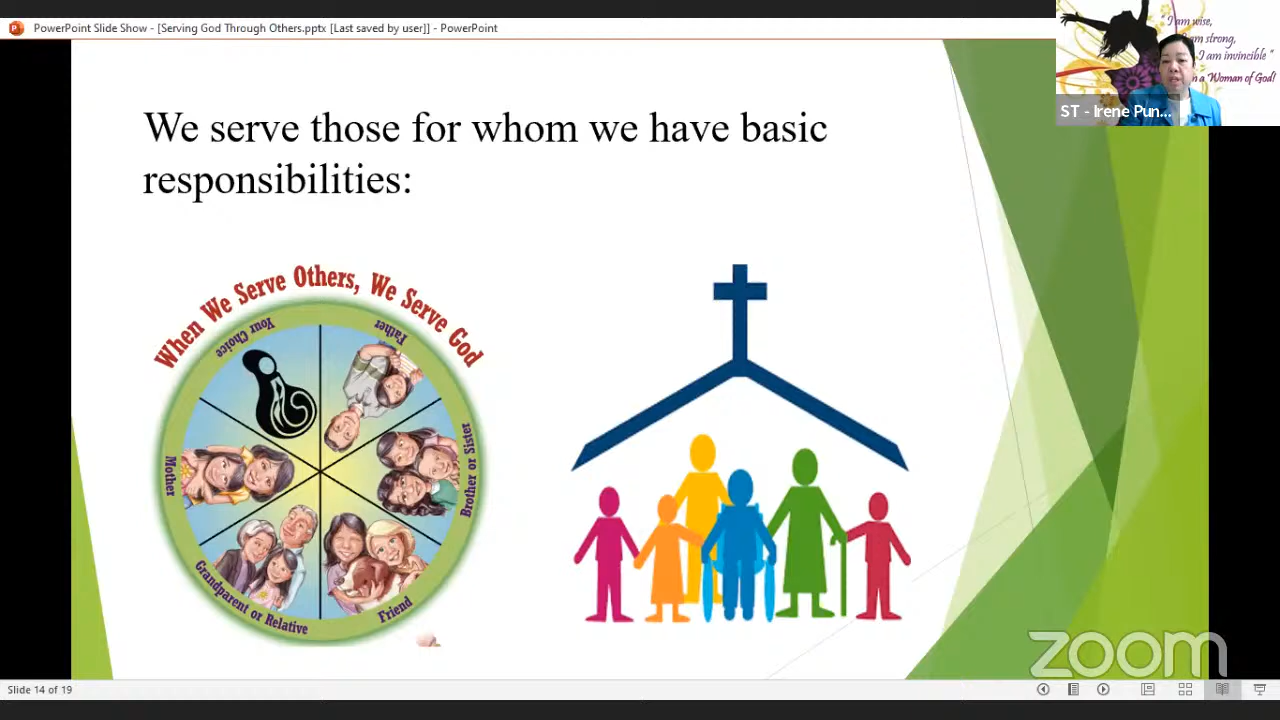 PowerPoint Slide Show - [Serving God Through Others.pptx [Last saved by user]] - PowerPoint
"I am wise,
am strong,
I am invincible "
a Woman of God!
ST - Irene Pun...
We serve those for whom we have basic
responsibilities:
When We Serve Others, We Serve God
Your Choice
Father
Mother
Brother or Sister
Grandparent or Relative
Friend
zoom
Slide 14 of 19